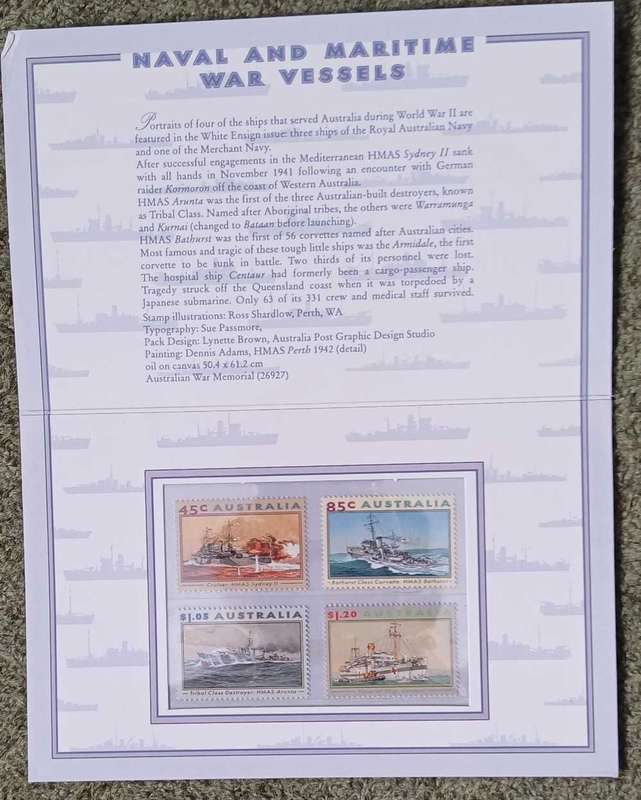 NAVAL AND MARITIME
WAR VESSELS
Portraits of four of the ships that served Australia during World War II are
featured in the White Ensign issue: three ships of the Royal Australian Navy
and one of the Merchant Navy.
After successful engagements in the Mediterranean HMAS Sydney II sank
with all hands in November 1941 following an encounter with German
raider Kormoron off the coast of Western Australia.
HMAS Arunta was the first of the three Australian-built destroyers, known
as Tribal Class. Named after Aboriginal tribes, the others were Warramunga
and Kurnai (changed to Bataan before launching).
HMAS Bathurst was the first of 56 corvettes named after Australian cities.
Most famous and tragic of these tough little ships was the Armidale, the first
corvette to be sunk in battle. Two thirds of its personnel were lost.
The hospital ship Centaur had formerly been a cargo-passenger ship.
Tragedy struck off the Queensland coast when it was torpedoed by a
Japanese submarine. Only 63 of its 331 crew and medical staff survived.
Stamp illustrations: Ross Shardlow, Perth, WA
Typography: Sue Passmore,
Pack Design: Lynette Brown, Australia Post Graphic Design Studio
Painting: Dennis Adams, HMAS Perth 1942 (detail)
oil on canvas 50.4 x 61.2 cm
Australian War Memorial (26927)
45C AUSTRALIA
Cruiser: HMAS Sydney II
85C AUSTRALIA
Bathurst Class Corvette: HMAS Bathurst
$1.05 AUSTRALIA
Tribal Class Destroyer: HMAS Arunta
$1.20 AUSTRALIA